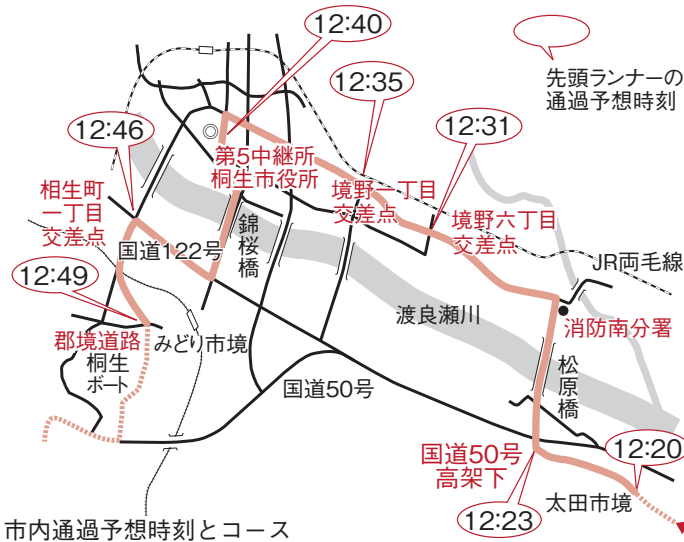 12:40
先頭ランナーの
通過予想時刻
12:35
12:46
12:31
第5中継所
桐生市役所
境野一丁目
交差点
相生町
一丁目
交差点
境野六丁目
交差点
国道122号
錦桜橋
JR両毛線
12:49
渡良瀬川
消防南分署
郡境道路
みどり市境
桐生
ボート
国道50号
松原橋
国道50号
高架下
12:20
太田市境
12:23
市内通過予想時刻とコース